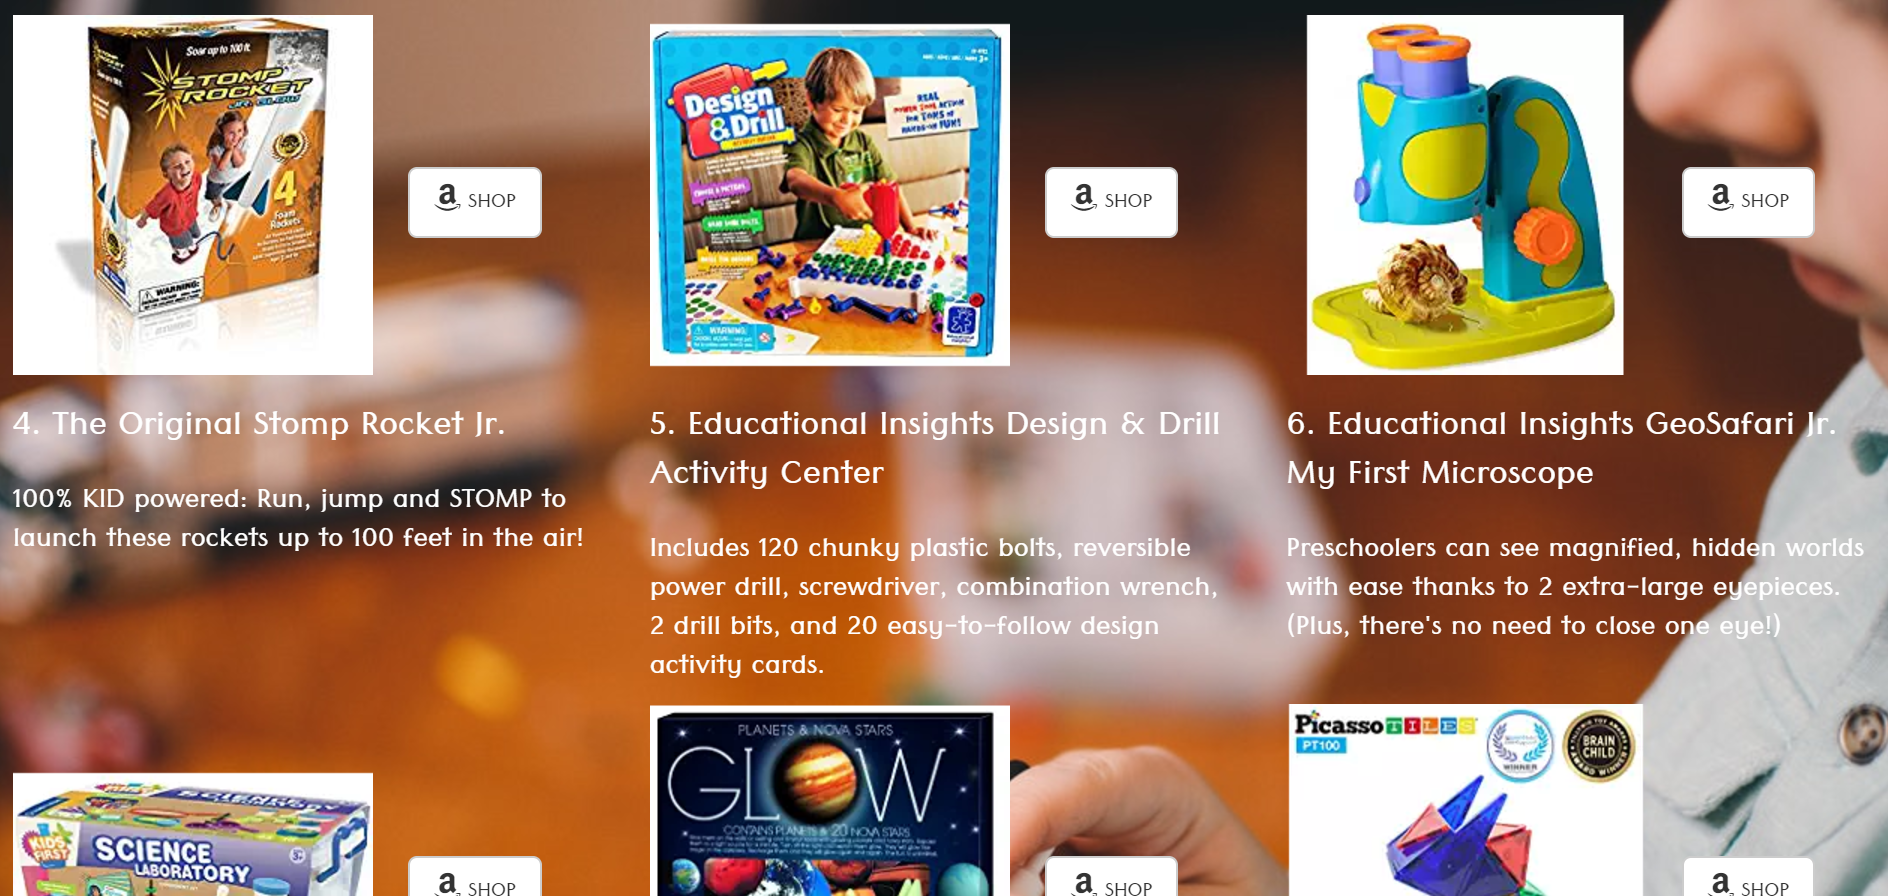 Soar up to 100 ft.
STOMP
ROCKET
JR. GLOW
4
Foam
Rockets
WARNING:
a SHOP
4. The Original Stomp Rocket Jr.
100% KID powered: Run, jump and STOMP to
launch these rockets up to 100 feet in the air!
Design
& Drill
REAL
POWER TOOL ACTION
FOR TONS OF
HANDS-ON FUN!
WARNING:
a SHOP
5. Educational Insights Design & Drill
Activity Center
Includes 120 chunky plastic bolts, reversible
power drill, screwdriver, combination wrench,
2 drill bits, and 20 easy-to-follow design
activity cards.
a SHOP
6. Educational Insights GeoSafari Jr.
My First Microscope
Preschoolers can see magnified, hidden worlds
with ease thanks to 2 extra-large eyepieces.
(Plus, there's no need to close one eye!)
KIDS
FIRST
SCIENCE
LABORATORY
3+
a SHOP
PLANETS & NOVA STARS
GLOW
CONTAINS PLANETS & 20 NOVA STARS
a SHOP
Picasso TILES
PT100
WINNER
BRAIN
CHILD
AWARD WINNER
a SHOP